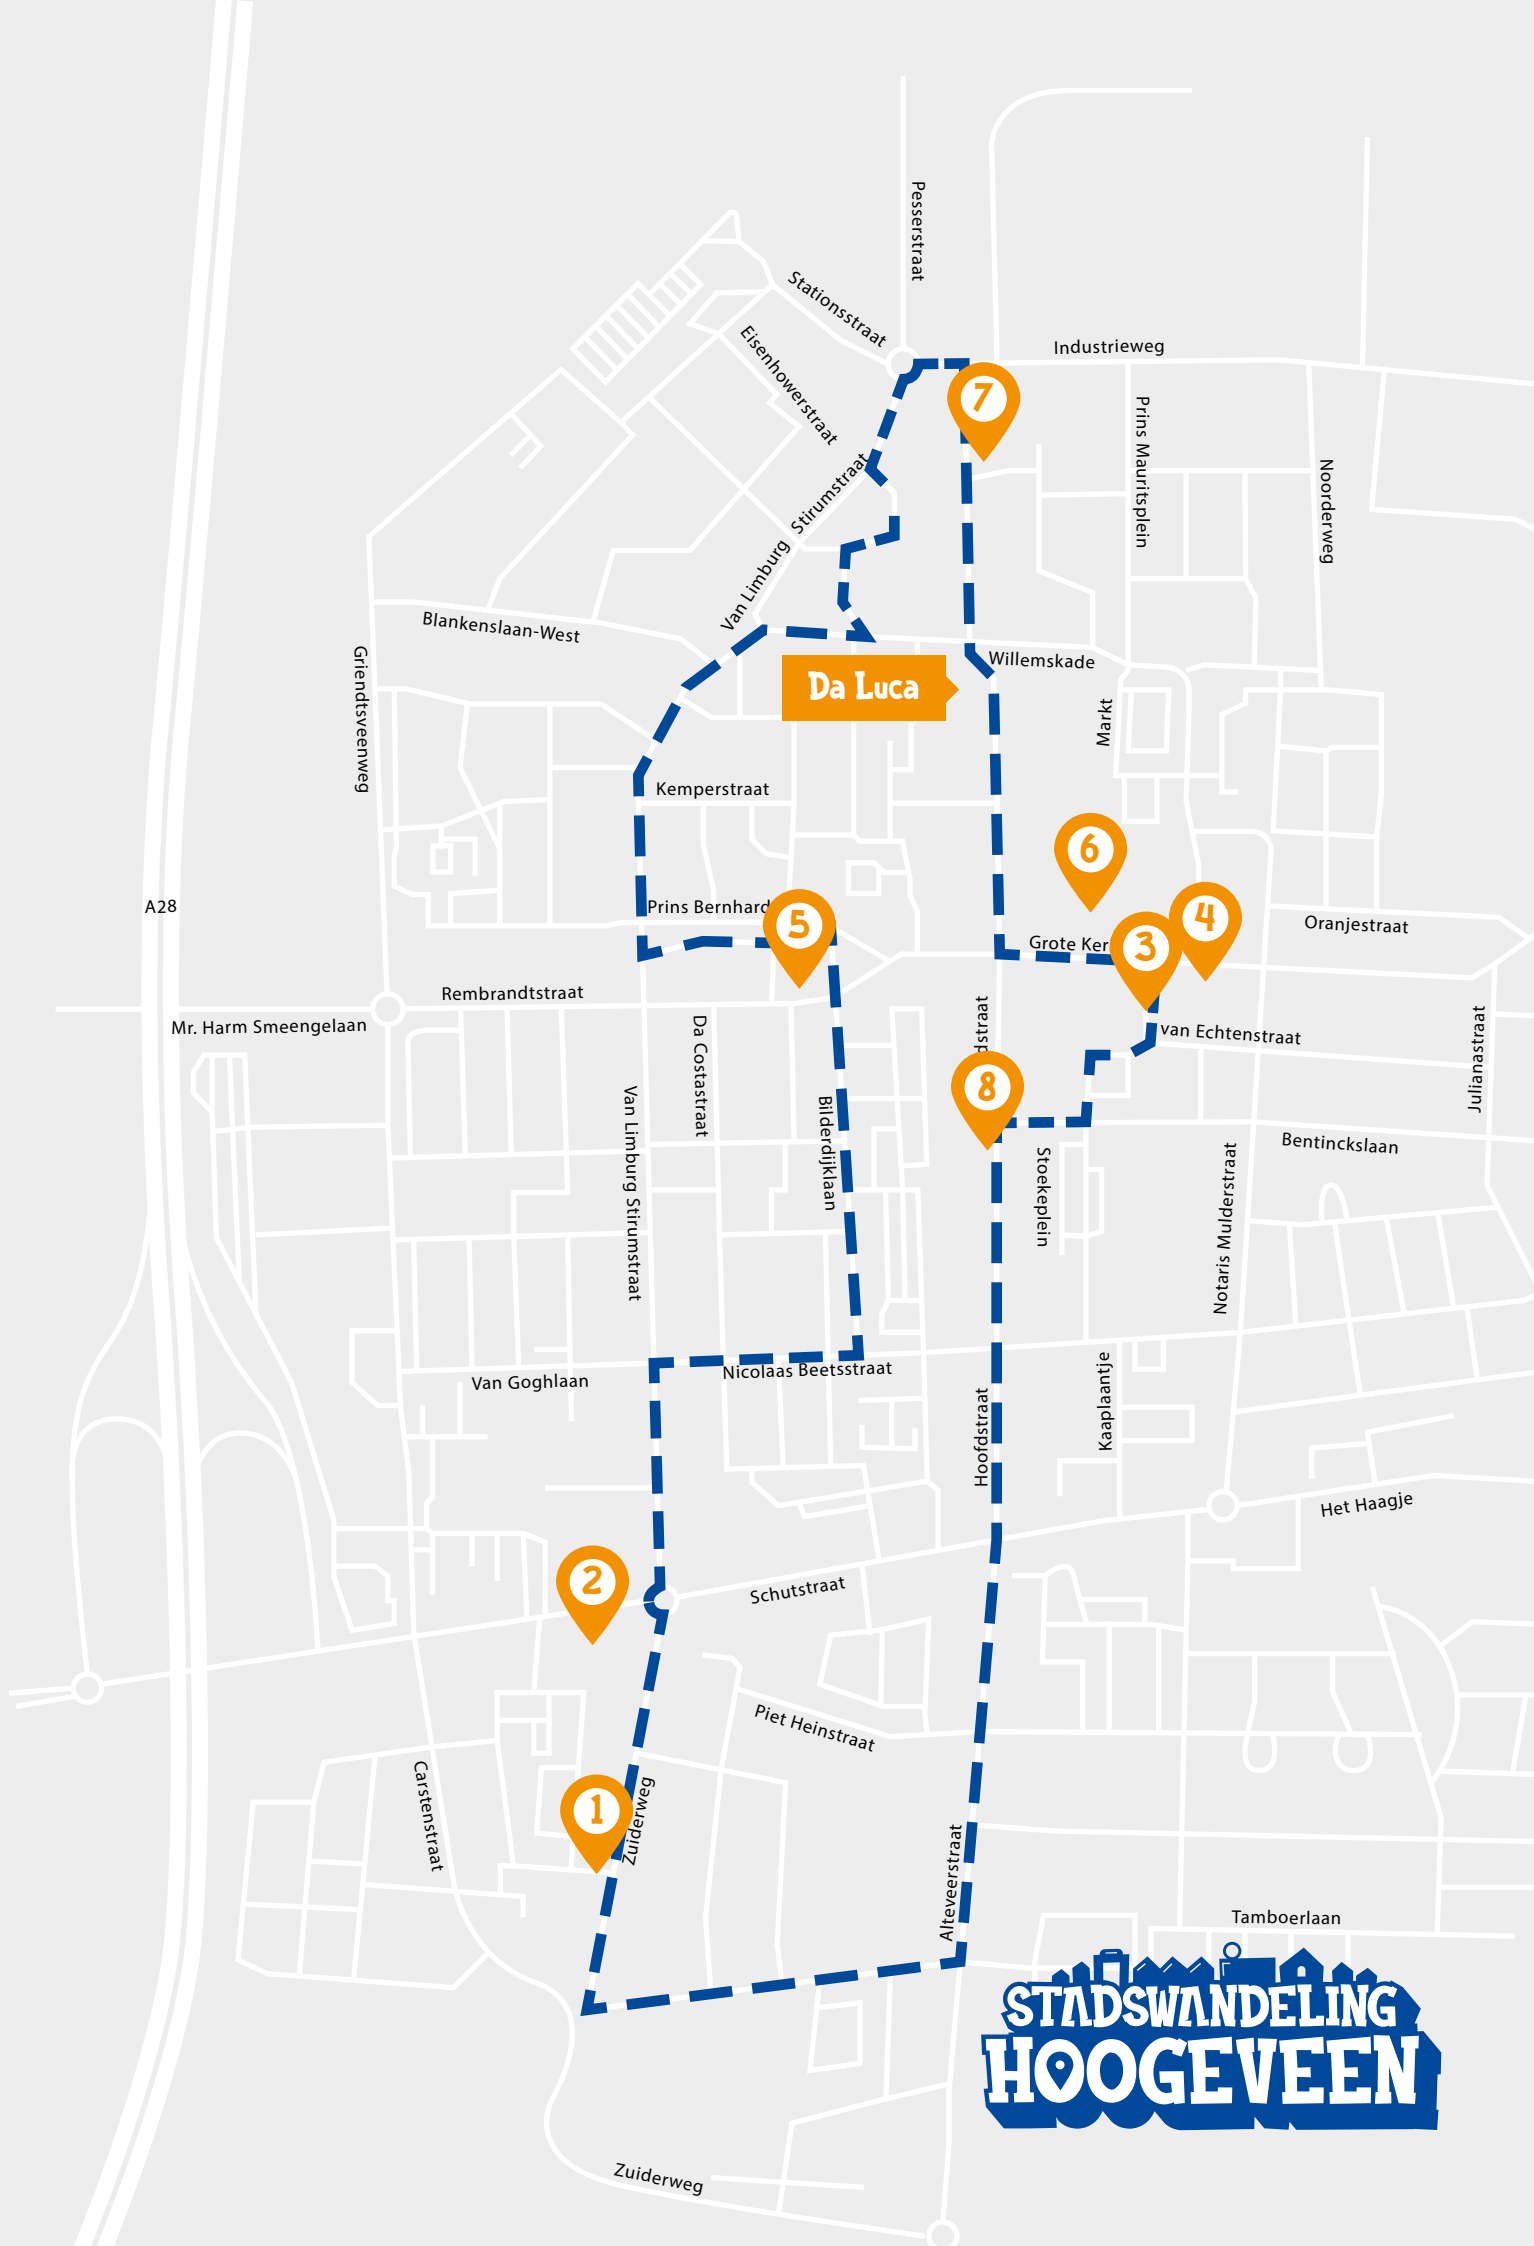 Pesserstraat
Stationsstraat
Industrieweg
Eisenhowerstraat
7
Prins Mauritsplein
Noorderweg
Van Limburg Stirumstraat
Blankenslaan-West
Willemskade
Da Luca
Griendtsveenweg
Markt
Kemperstraat
6
A28
Prins Bernhard
5
4
Oranjestraat
Grote Ker
3
Rembrandtstraat
Mr. Harm Smeengelaan
Da Costastraat
dstraat
van Echtenstraat
Julianastraat
8
Van Limburg Stirumstraat
Bilderdijklaan
Stoekeplein
Bentinckslaan
Notaris Mulderstraat
Van Goghlaan
Nicolaas Beetsstraat
Hoofdstraat
Kaaplaantje
Het Haagje
2
Schutstraat
Piet Heinstraat
Carstenstraat
1
Zuiderweg
Alteveerstraat
Tamboerlaan
STADSWANDELING
HOOGEVEEN
Zuiderweg